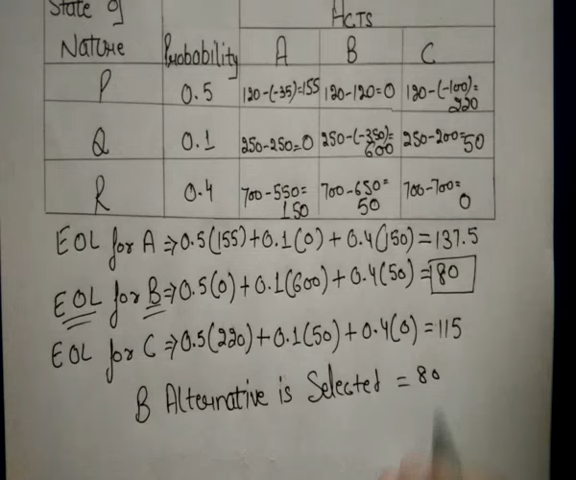 State of
Nature Probability ACTS
A B C
P 0.5 120-(-35)=155 120-120=0 120-(-100)=220
Q 0.1 250-250=0 250-(-350)=600 250-200=50
R 0.4 700-550=150 700-650=50 700-700=0
EOL for A ⇒ 0.5(155)+0.1(0)+0.4(150)=137.5
EOL for B ⇒ 0.5(0)+0.1(600)+0.4(50)=80
EOL for C ⇒ 0.5(220)+0.1(50)+0.4(0)=115
B Alternative is Selected = 80